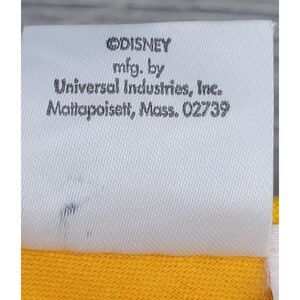 ©DISNEY
mfg. by
Universal Industries, Inc.
Mattapoisett, Mass. 02739